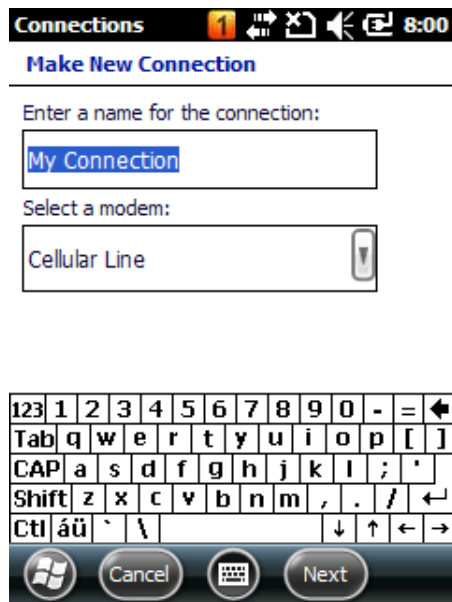 Connections 1 8:00
Make New Connection
Enter a name for the connection:
My Connection
Select a modem:
Cellular Line
123 1 2 3 4 5 6 7 8 9 0 - =
Tab q w e r t y u i o p [ ]
CAP a s d f g h j k l ; '
Shift z x c v b n m , . /
Ctl áü ` \
Cancel Next